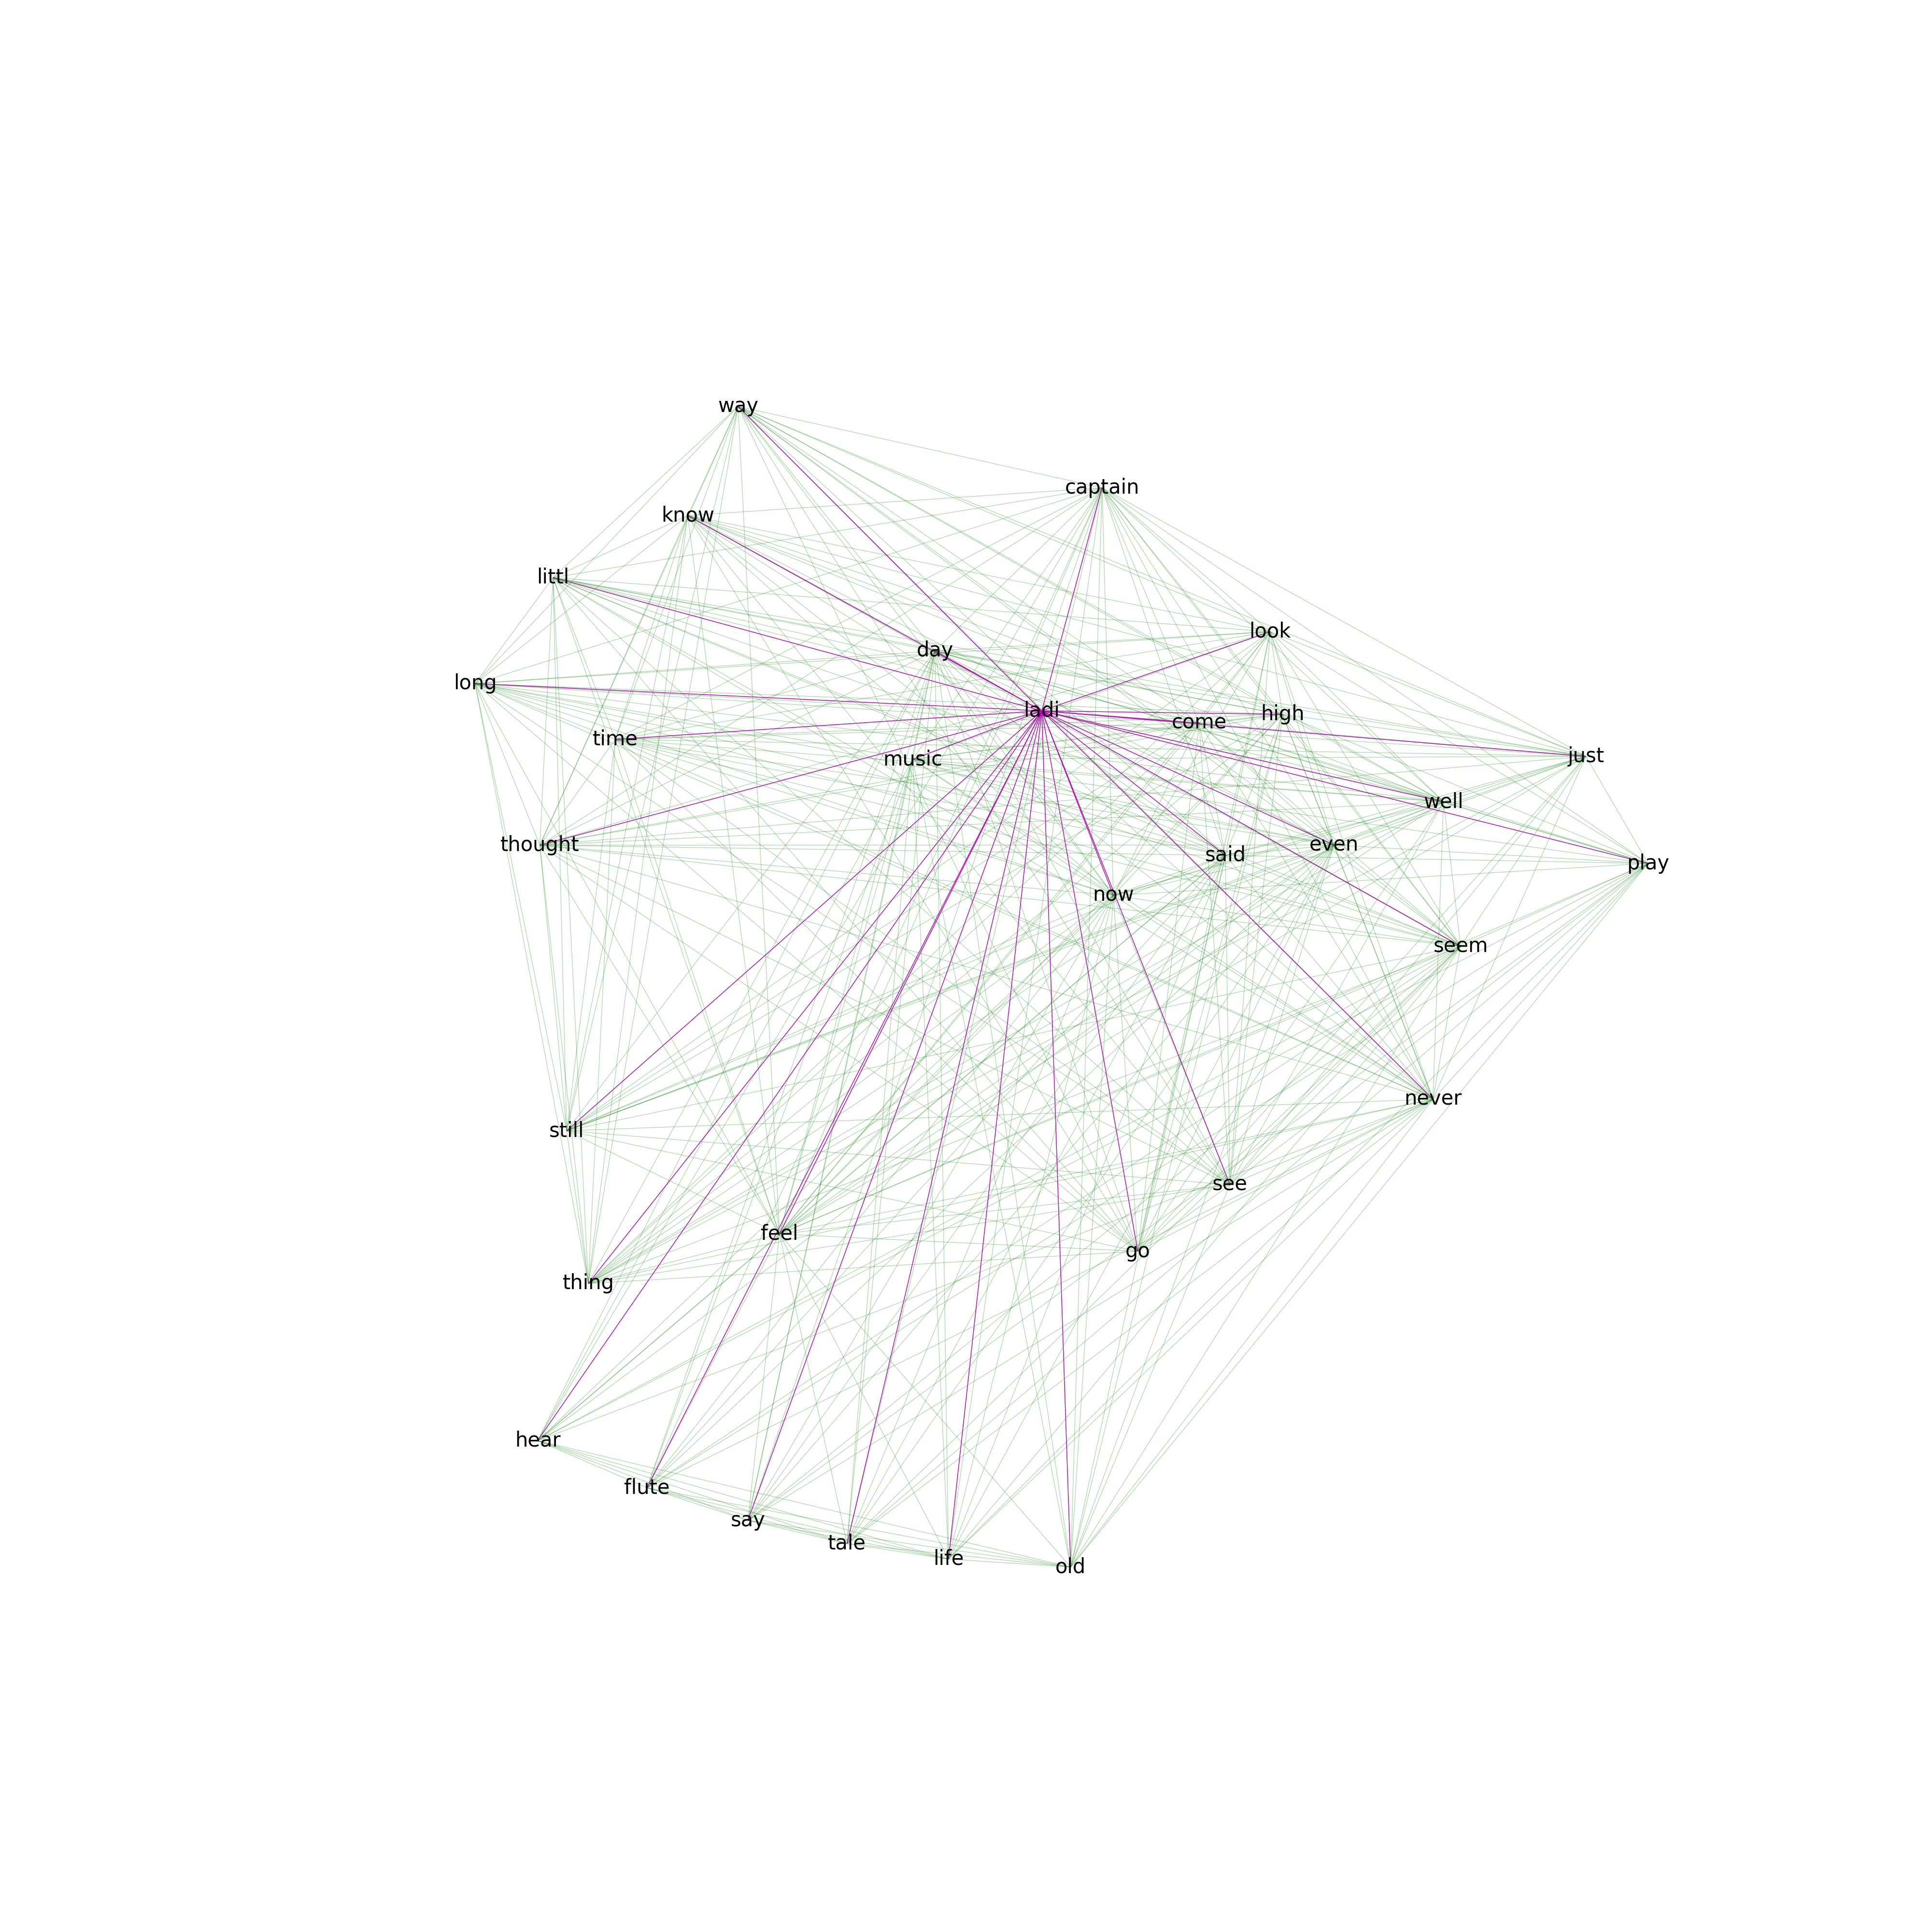 way
captain
know
littl
look
day
long
ladi
high
come
time
just
music
well
thought
even
said
play
now
seem
never
still
see
feel
go
thing
hear
flute
say
tale
life
old